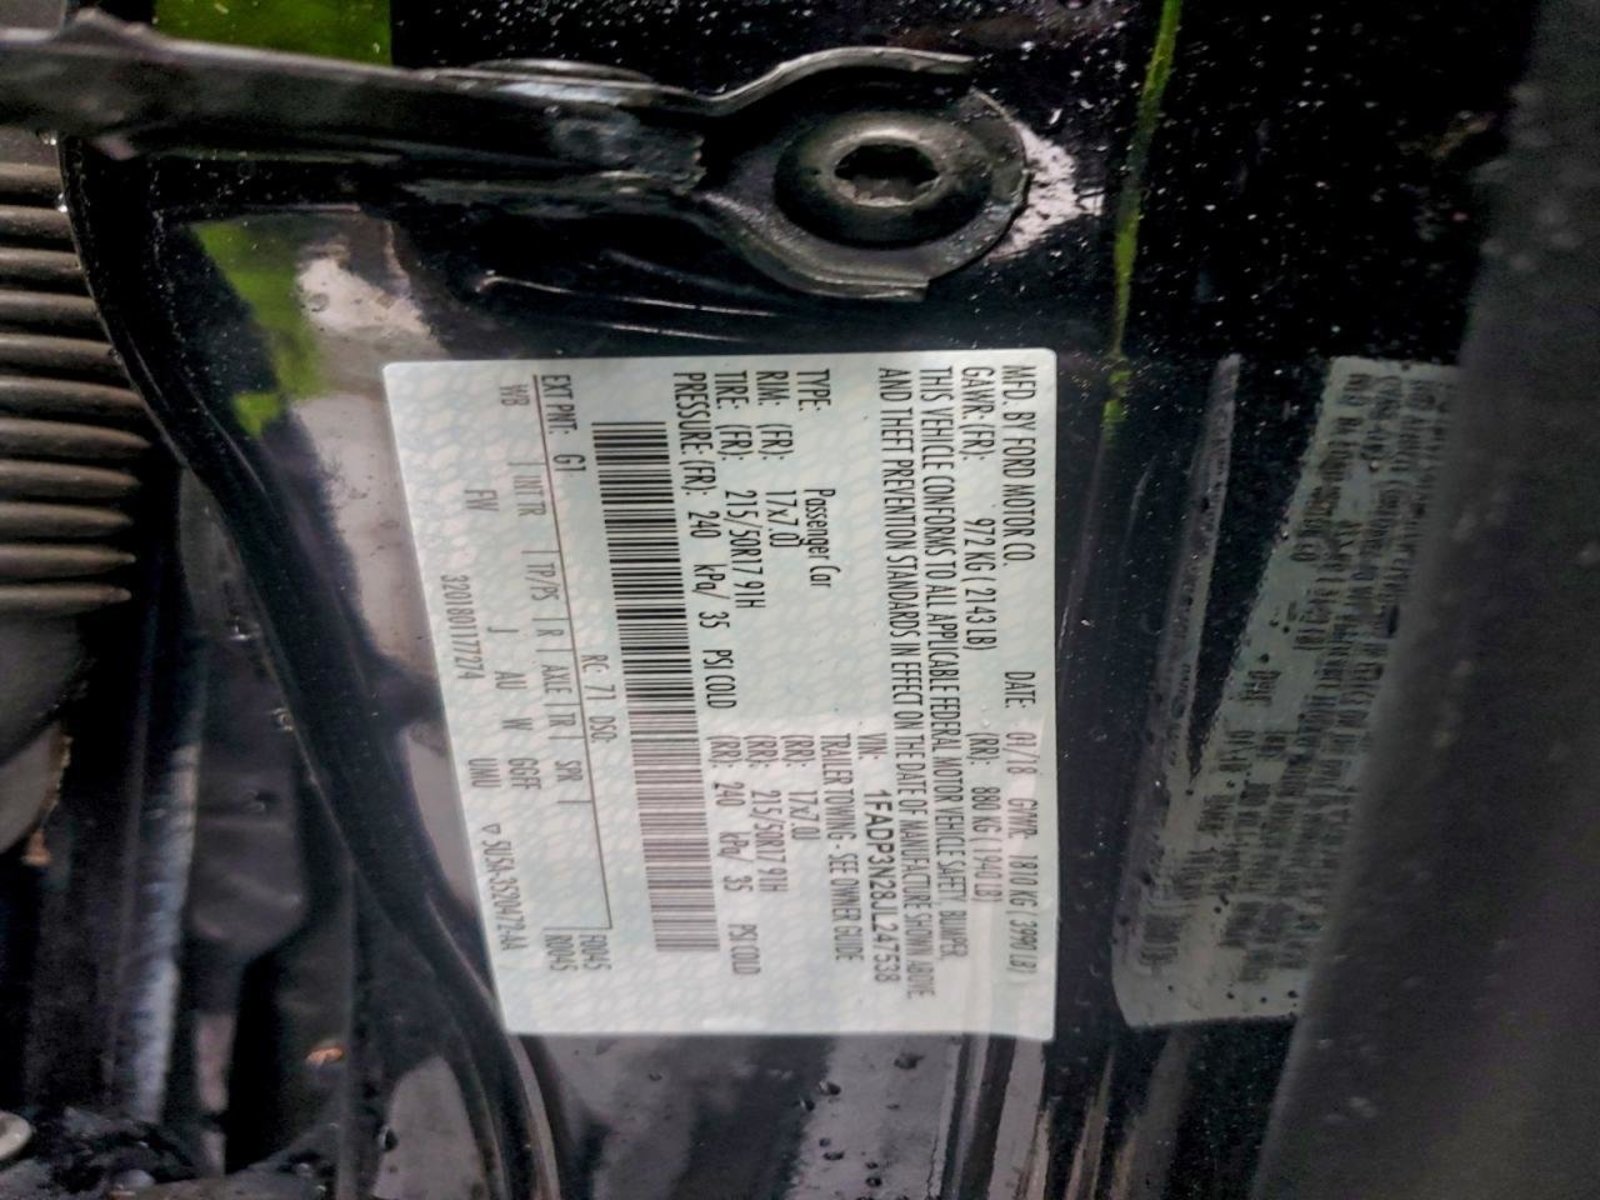 MFD. BY FORD MOTOR CO. DATE: 01/18 GVWR: 1810 KG ( 3990 LB)
GAWR: (FR): 972 KG ( 2143 LB) (RR): 880 KG ( 1940 LB)
THIS VEHICLE CONFORMS TO ALL APPLICABLE FEDERAL MOTOR VEHICLE SAFETY, BUMPER,
AND THEFT PREVENTION STANDARDS IN EFFECT ON THE DATE OF MANUFACTURE SHOWN ABOVE.
VIN: 1FADP3N28JL247538
TYPE: Passenger Car TRAILER TOWING - SEE OWNER GUIDE
RIM: (FR): 17x7.0J (RR): 17x7.0J
TIRE: (FR): 215/50R17 91H (RR): 215/50R17 91H
PRESSURE: (FR): 240 kPa/ 35 PSI COLD (RR): 240 kPa/ 35 PSI COLD
F0045
R0045
EXT PNT: G1 RC: 71 DSO:
WB | INT TR | TP/PS | R | AXLE | TR | SPR |
FW J AU W GGFF
3201801177274 UMU ▽ 5U5A-3520472-AA